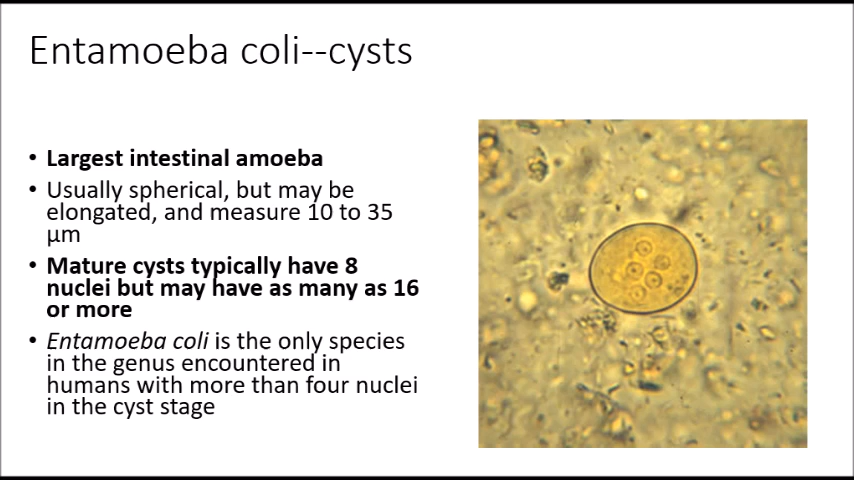 Entamoeba coli--cysts
• Largest intestinal amoeba
• Usually spherical, but may be
elongated, and measure 10 to 35
µm
• Mature cysts typically have 8
nuclei but may have as many as 16
or more
• Entamoeba coli is the only species
in the genus encountered in
humans with more than four nuclei
in the cyst stage